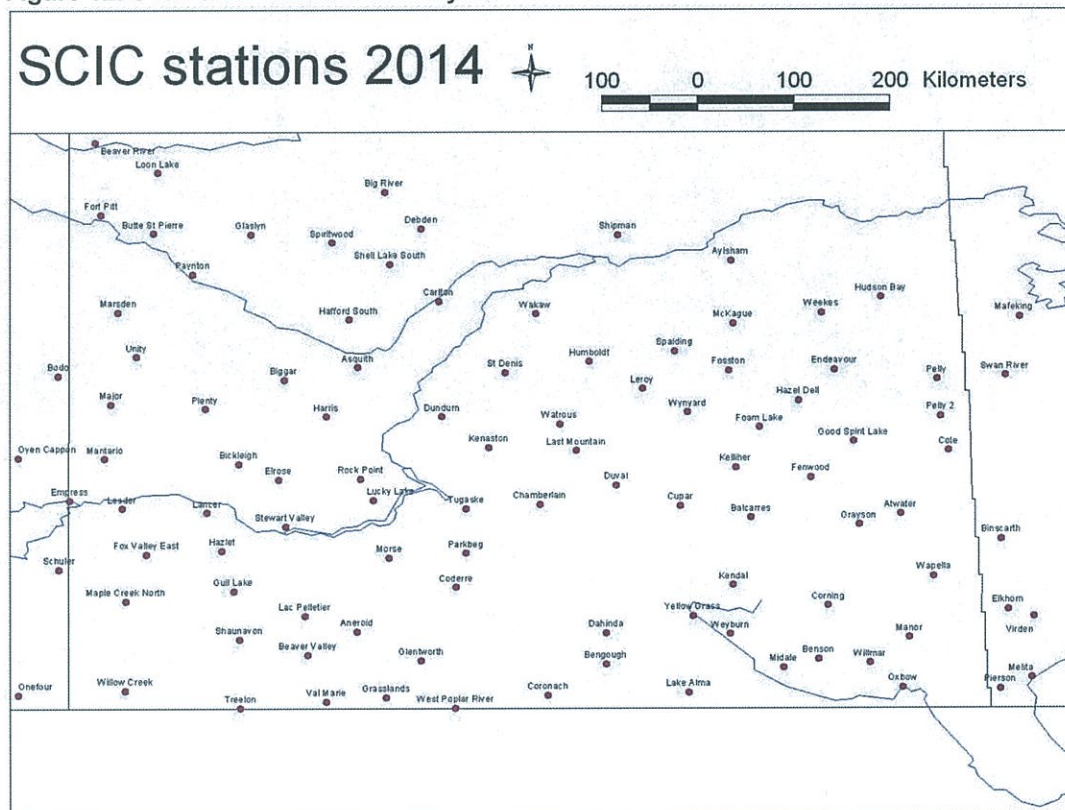 SCIC stations 2014
N
100 0 100 200 Kilometers
Beaver River
Loon Lake
Big River
Fort Pitt
Butte St Pierre
Glaslyn
Spiritwood
Debden
Shell Lake South
Shipman
Aylsham
Paynton
Marsden
Hafford South
Carlton
Wakaw
McKague
Weekes
Hudson Bay
Mafeking
Unity
Bodo
Biggar
Asquith
St Denis
Humboldt
Spalding
Fosston
Endeavour
Pelly
Swan River
Major
Plenty
Harris
Dundurn
Watrous
Leroy
Wynyard
Hazel Dell
Foam Lake
Pelly 2
Oyen Cappon
Mantario
Bickleigh
Elrose
Rock Point
Kenaston
Last Mountain
Duval
Kelliher
Good Spirit Lake
Fenwood
Cote
Empress
Leader
Lancer
Stewart Valley
Lucky Lake
Tugaske
Chamberlain
Cupar
Balcarres
Grayson
Atwater
Binscarth
Schuler
Fox Valley East
Hazlet
Morse
Parkbeg
Maple Creek North
Gull Lake
Coderre
Kendal
Wapella
Lac Pelletier
Yellow Grass
Corning
Elkhorn
Virden
Shaunavon
Aneroid
Dahinda
Weyburn
Manor
Beaver Valley
Glentworth
Bengough
Midale
Benson
Willmar
Melita
Onefour
Willow Creek
Treelon
Val Marie
Grasslands
West Poplar River
Coronach
Lake Alma
Oxbow
Pierson